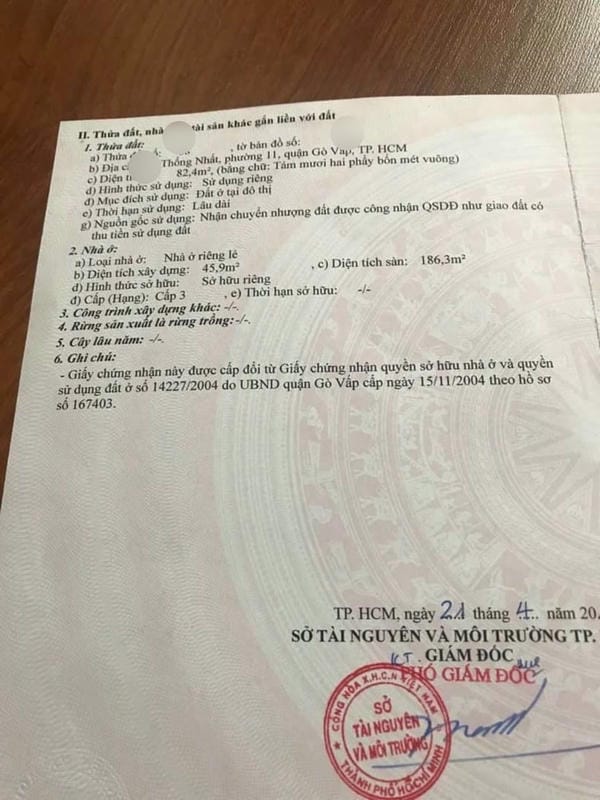 II. Thửa đất, nhà tài sản khác gắn liền với đất
1. Thửa đất:
a) Thửa , tờ bản đồ số:
b) Địa c Thống Nhất, phường 11, quận Gò Vấp, TP. HCM
c) Diện t 82,4m², (bằng chữ: Tám mươi hai phẩy bốn mét vuông)
d) Hình thức sử dụng: Sử dụng riêng
đ) Mục đích sử dụng: Đất ở tại đô thị
e) Thời hạn sử dụng: Lâu dài
g) Nguồn gốc sử dụng: Nhận chuyển nhượng đất được công nhận QSDĐ như giao đất có
thu tiền sử dụng đất
2. Nhà ở:
a) Loại nhà ở: Nhà ở riêng lẻ
b) Diện tích xây dựng: 45,9m² , c) Diện tích sàn: 186,3m²
d) Hình thức sở hữu: Sở hữu riêng
đ) Cấp (Hạng): Cấp 3 , e) Thời hạn sở hữu: -/-
3. Công trình xây dựng khác: -/-.
4. Rừng sản xuất là rừng trồng: -/-.
5. Cây lâu năm: -/-.
6. Ghi chú:
- Giấy chứng nhận này được cấp đổi từ Giấy chứng nhận quyền sở hữu nhà ở và quyền
sử dụng đất ở số 14227/2004 do UBND quận Gò Vấp cấp ngày 15/11/2004 theo hồ sơ
số 167403.
TP. HCM, ngày 21 tháng 4 năm 20
SỞ TÀI NGUYÊN VÀ MÔI TRƯỜNG TP.
KT. GIÁM ĐỐC
PHÓ GIÁM ĐỐC
CỘNG HÒA X.H.C.N VIỆT NAM
SỞ
TÀI NGUYÊN
VÀ MÔI TRƯỜNG
THÀNH PHỐ HỒ CHÍ MINH